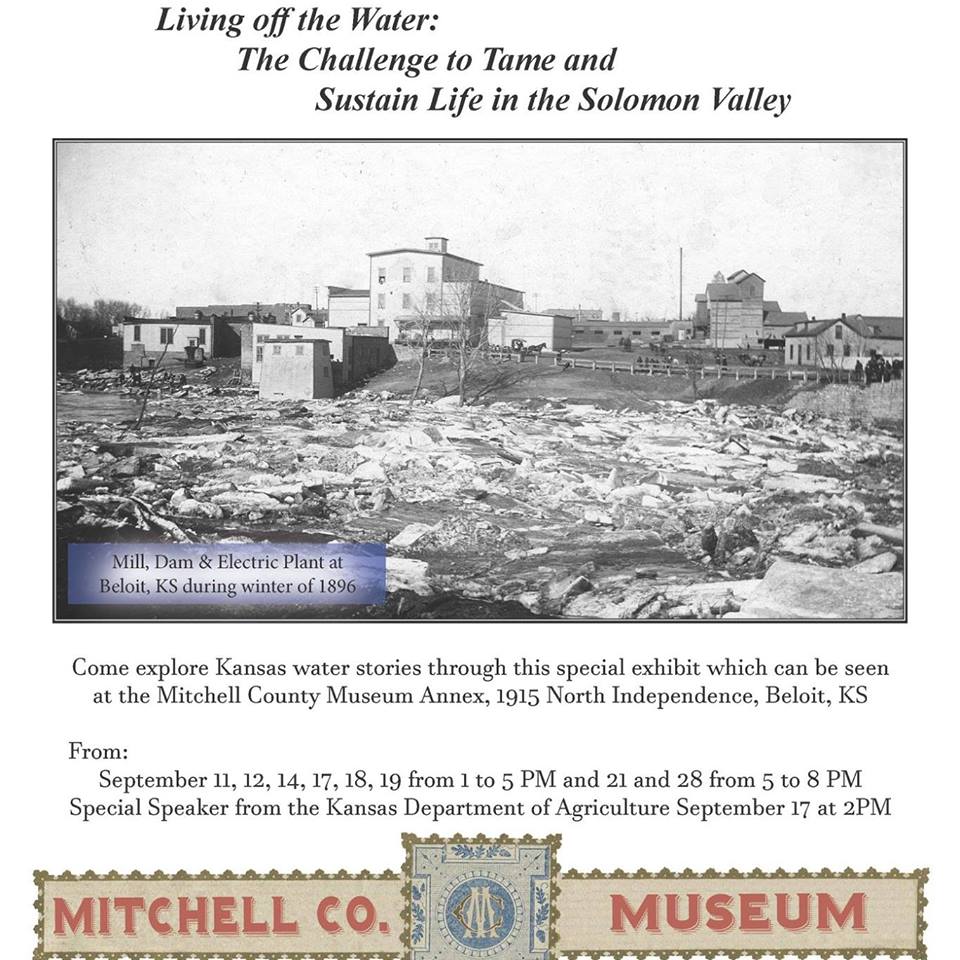 Living off the Water:
The Challenge to Tame and
Sustain Life in the Solomon Valley
Mill, Dam & Electric Plant at
Beloit, KS during winter of 1896
Come explore Kansas water stories through this special exhibit which can be seen
at the Mitchell County Museum Annex, 1915 North Independence, Beloit, KS
From:
September 11, 12, 14, 17, 18, 19 from 1 to 5 PM and 21 and 28 from 5 to 8 PM
Special Speaker from the Kansas Department of Agriculture September 17 at 2PM
MITCHELL CO. MUSEUM